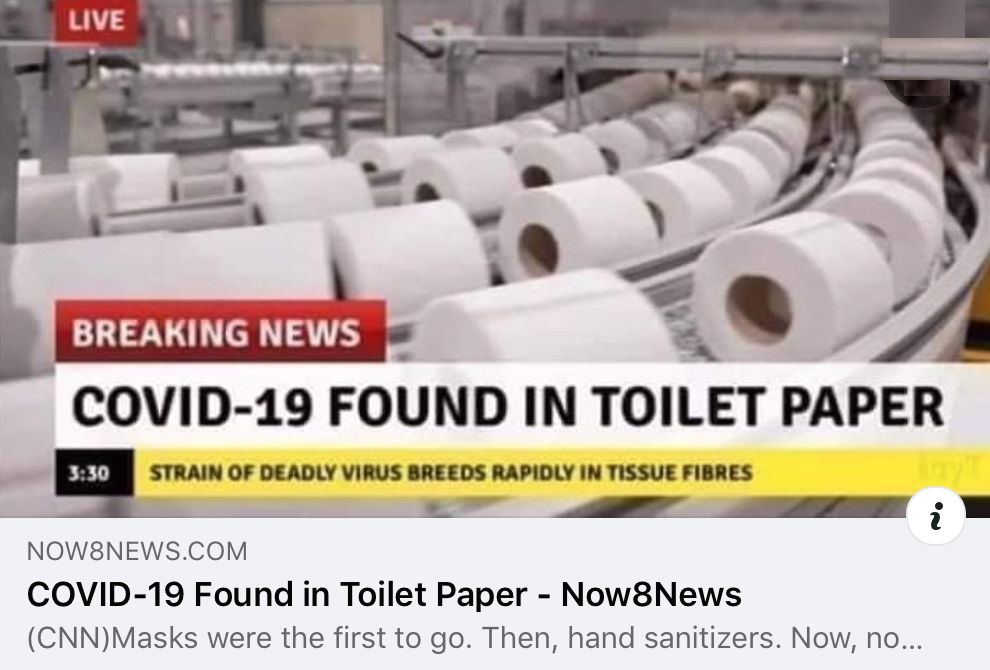 LIVE
BREAKING NEWS
COVID-19 FOUND IN TOILET PAPER
3:30 STRAIN OF DEADLY VIRUS BREEDS RAPIDLY IN TISSUE FIBRES
i
NOW8NEWS.COM
COVID-19 Found in Toilet Paper - Now8News
(CNN)Masks were the first to go. Then, hand sanitizers. Now, no...